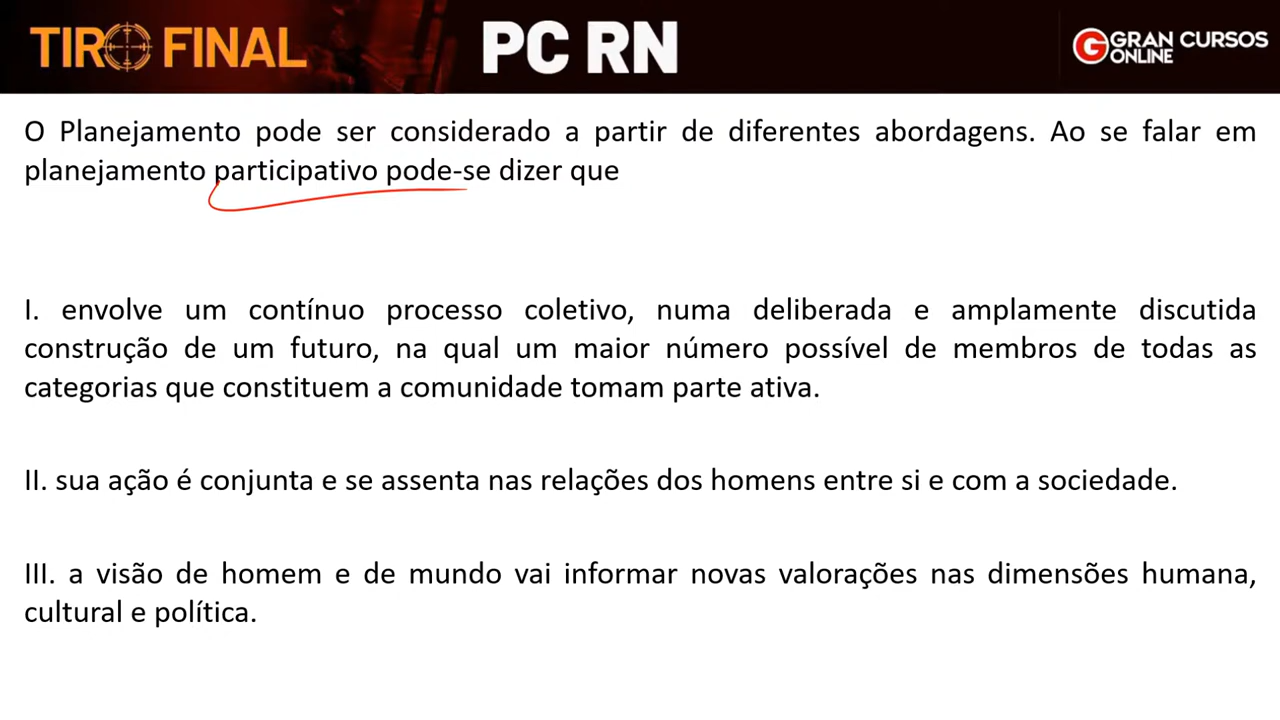 TIRO FINAL
PC RN
GRAN CURSOS
ONLINE
O Planejamento pode ser considerado a partir de diferentes abordagens. Ao se falar em
planejamento participativo pode-se dizer que
I. envolve um contínuo processo coletivo, numa deliberada e amplamente discutida
construção de um futuro, na qual um maior número possível de membros de todas as
categorias que constituem a comunidade tomam parte ativa.
II. sua ação é conjunta e se assenta nas relações dos homens entre si e com a sociedade.
III. a visão de homem e de mundo vai informar novas valorações nas dimensões humana,
cultural e política.